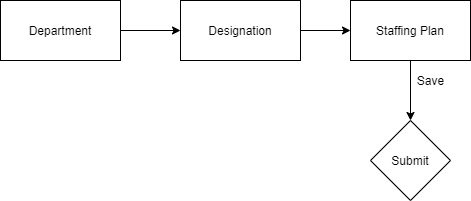 Department
Designation
Staffing Plan
Save
Submit